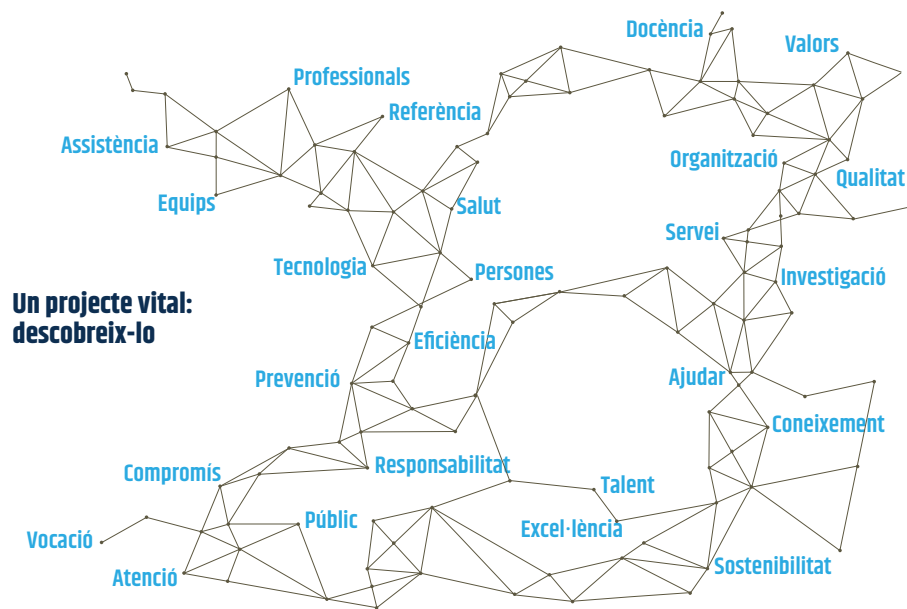 Docència
Valors
Professionals
Referència
Assistència
Organització
Qualitat
Equips
Salut
Servei
Tecnologia
Persones
Investigació
Un projecte vital:
descobreix-lo
Eficiència
Prevenció
Ajudar
Coneixement
Compromís
Responsabilitat
Talent
Públic
Excel·lència
Vocació
Atenció
Sostenibilitat